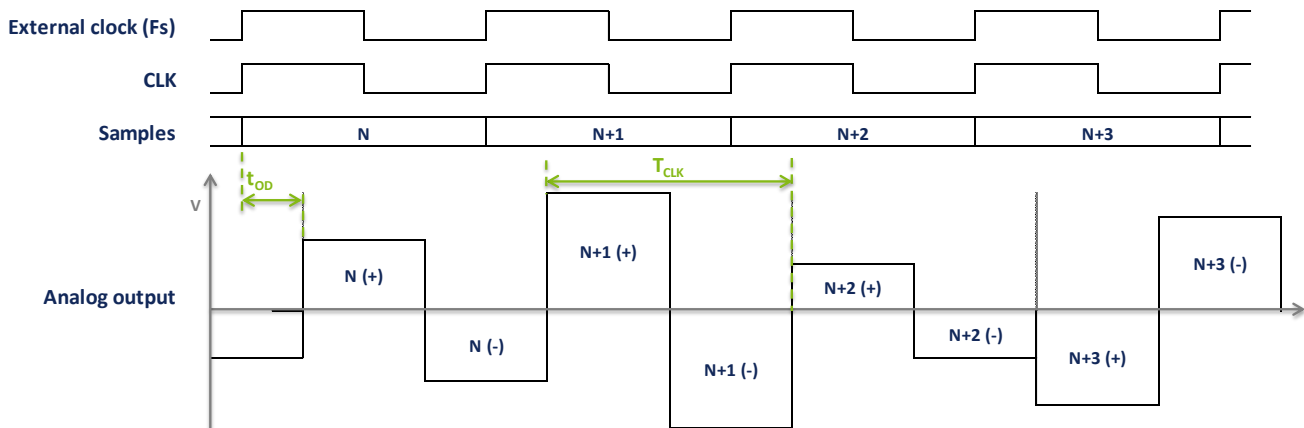 External clock (Fs)
CLK
Samples
N
N+1
N+2
N+3
tOD
TCLK
V
Analog output
N (+)
N (-)
N+1 (+)
N+1 (-)
N+2 (+)
N+2 (-)
N+3 (+)
N+3 (-)